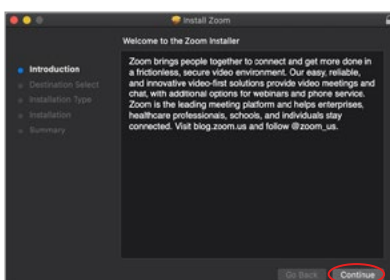 Install Zoom
Welcome to the Zoom Installer
Introduction
Destination Select
Installation Type
Installation
Summary
Zoom brings people together to connect and get more done in
a frictionless, secure video environment. Our easy, reliable,
and innovative video-first solutions provide video meetings and
chat, with additional options for webinars and phone service.
Zoom is the leading meeting platform and helps enterprises,
healthcare professionals, schools, and individuals stay
connected. Visit blog.zoom.us and follow @zoom_us.
Go Back
Continue